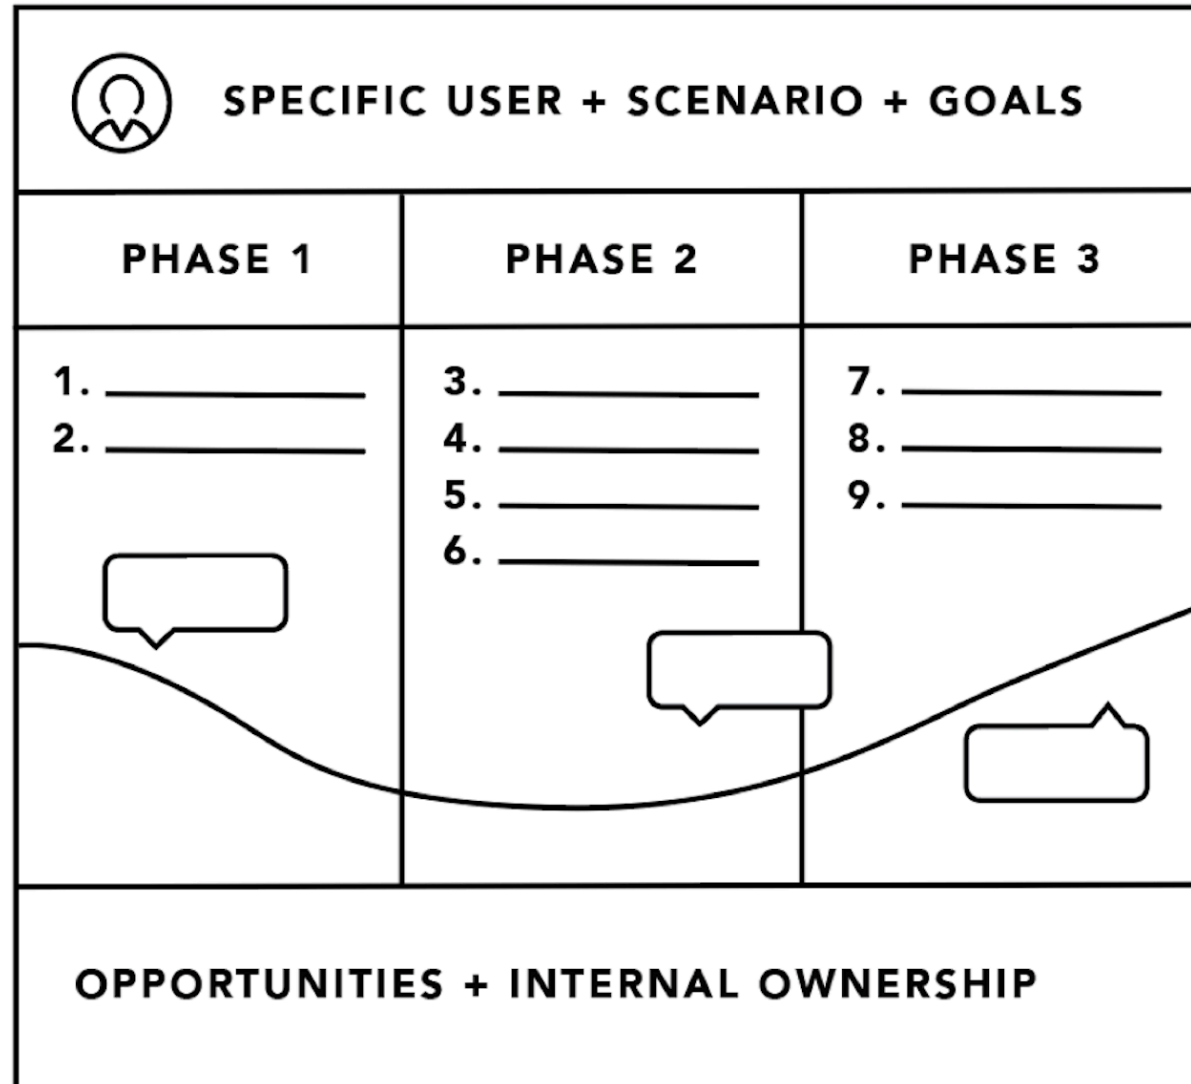 SPECIFIC USER + SCENARIO + GOALS
PHASE 1 PHASE 2 PHASE 3
1. 3. 7.
2. 4. 8.
5. 9.
6.
OPPORTUNITIES + INTERNAL OWNERSHIP